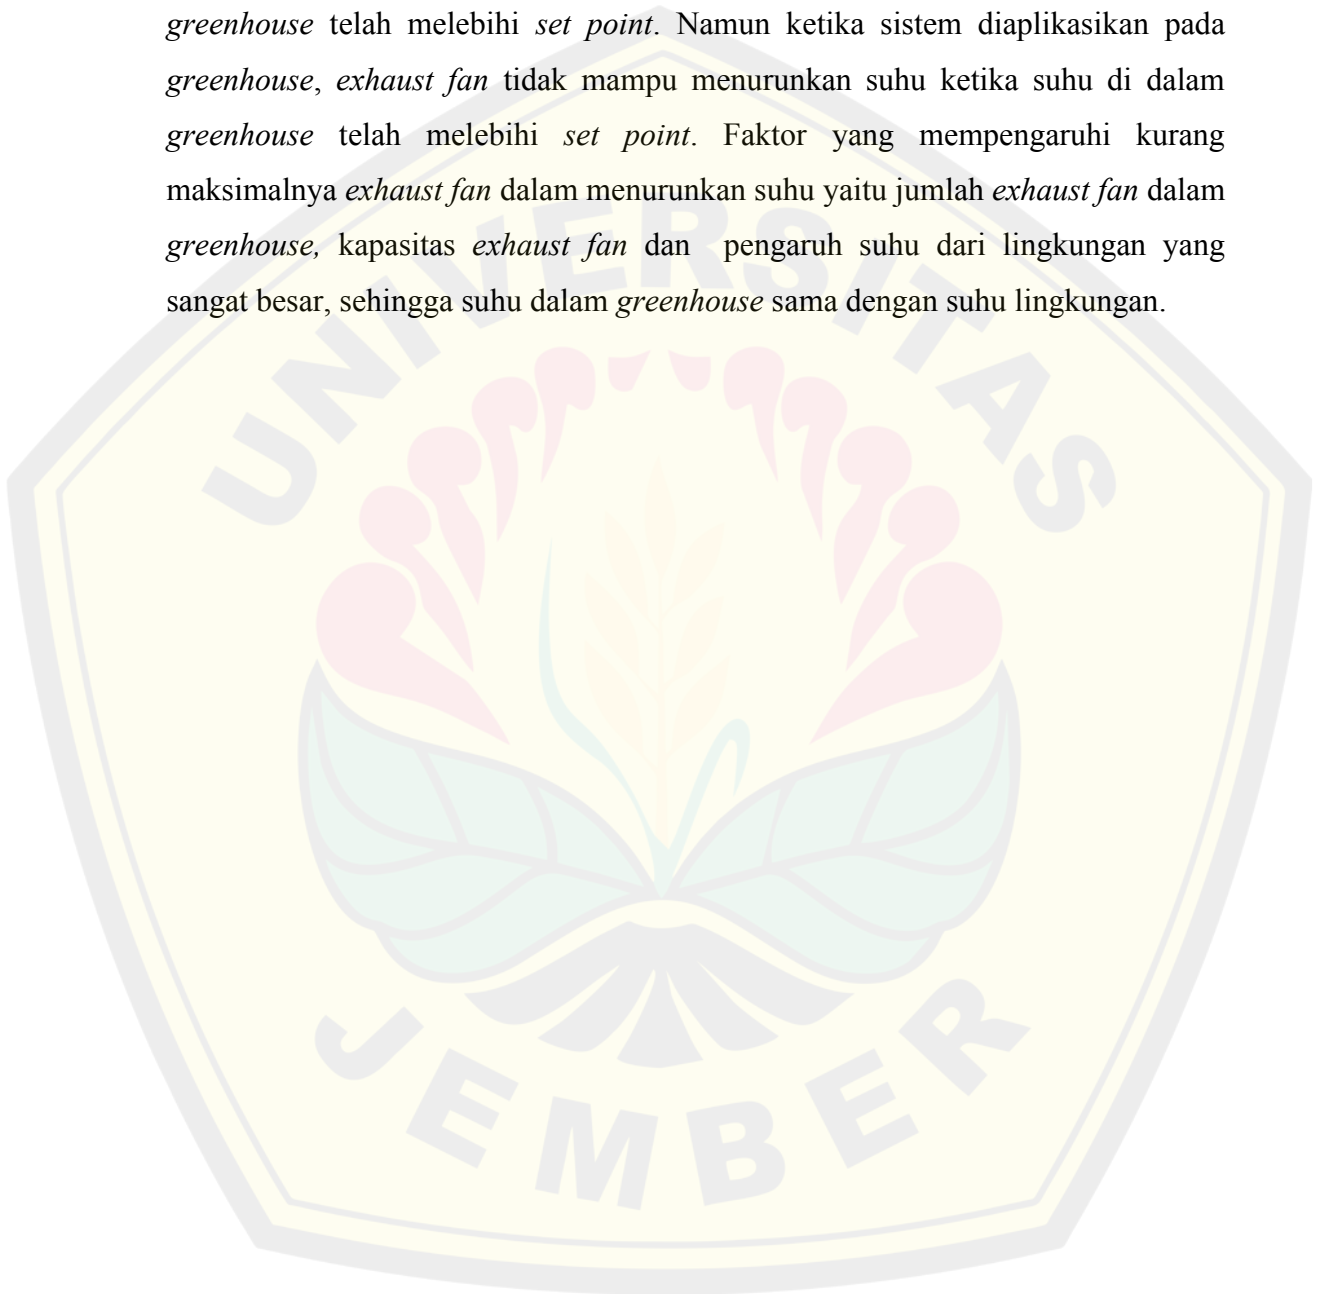 greenhouse telah melebihi set point. Namun ketika sistem diaplikasikan pada
greenhouse, exhaust fan tidak mampu menurunkan suhu ketika suhu di dalam
greenhouse telah melebihi set point. Faktor yang mempengaruhi kurang
maksimalnya exhaust fan dalam menurunkan suhu yaitu jumlah exhaust fan dalam
greenhouse, kapasitas exhaust fan dan pengaruh suhu dari lingkungan yang
sangat besar, sehingga suhu dalam greenhouse sama dengan suhu lingkungan.
UNIVERSITAS
JEMBER